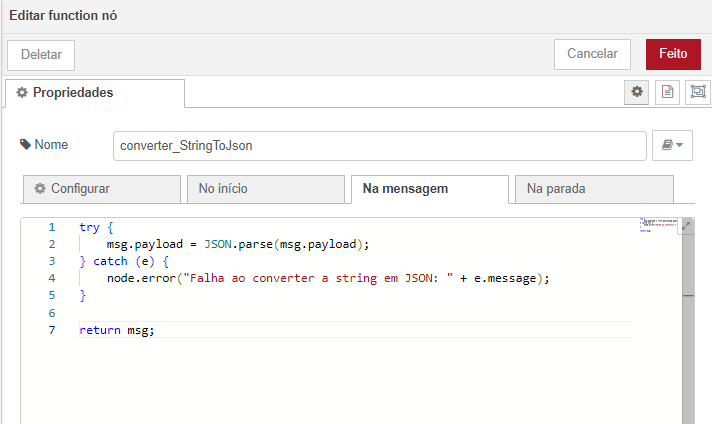 Editar function nó
Deletar
Cancelar
Feito
Propriedades
Nome
converter_StringToJson
Configurar
No início
Na mensagem
Na parada
1 try {
2     msg.payload = JSON.parse(msg.payload);
3 } catch (e) {
4     node.error("Falha ao converter a string em JSON: " + e.message);
5 }
6
7 return msg;